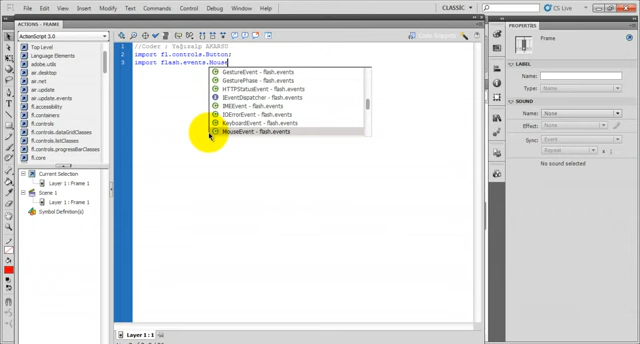 File Edit View Insert Modify Text Commands Control Debug Window Help
CLASSIC
CS Live
ACTIONS - FRAME
ActionScript 3.0
Top Level
Language Elements
adobe.utils
air.desktop
air.net
air.update
air.update.events
fl.accessibility
fl.containers
fl.controls
fl.controls.dataGridClasses
fl.controls.listClasses
fl.controls.progressBarClasses
fl.core
Current Selection
Layer 1 : Frame 1
Scene 1
Layer 1 : Frame 1
Symbol Definition(s)
Code Snippets
1 //Coder : Yağızalp AKARSU
2 import fl.controls.Button;
3 import flash.events.Mouse
GestureEvent - flash.events
GesturePhase - flash.events
HTTPStatusEvent - flash.events
IEventDispatcher - flash.events
IMEEvent - flash.events
IOErrorEvent - flash.events
KeyboardEvent - flash.events
MouseEvent - flash.events
Layer 1 : 1
PROPERTIES
Frame
LABEL
Name:
Type: Name
SOUND
Name: None
Effect: None
Sync: Event
Repeat
No sound selected